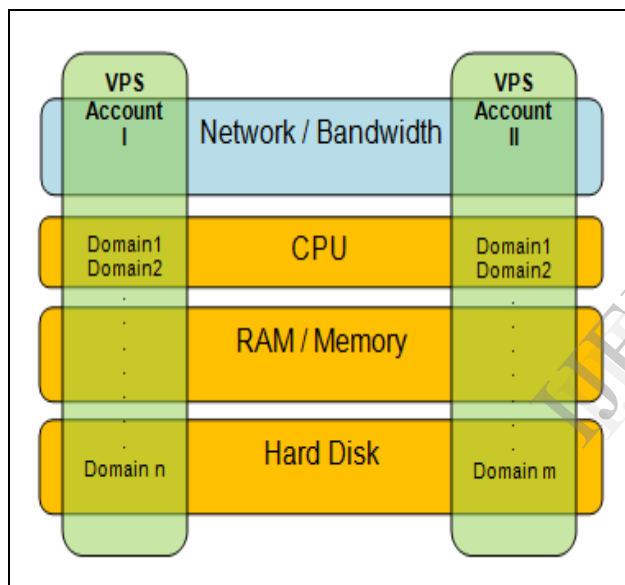 VPS
Account
I
VPS
Account
II
Network / Bandwidth
Domain1
Domain2
CPU
Domain1
Domain2
RAM / Memory
Hard Disk
Domain n
Domain m